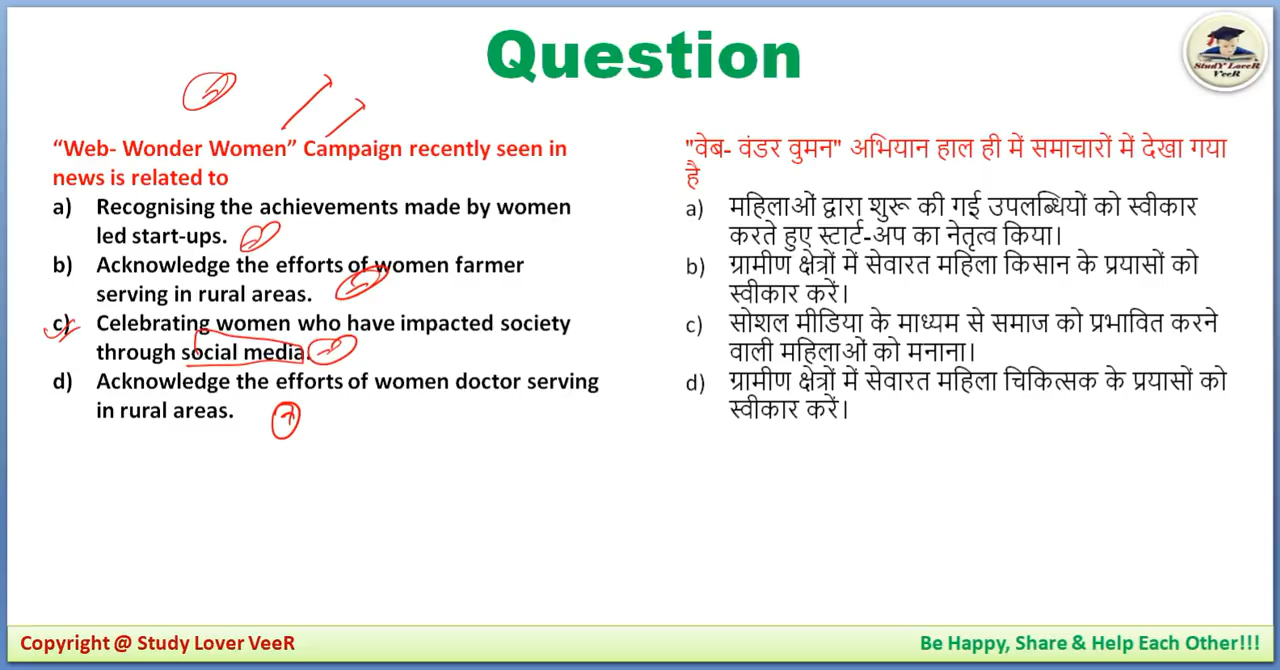 Question
StudY LoveR
VeeR
“Web- Wonder Women” Campaign recently seen in
news is related to
a) Recognising the achievements made by women
led start-ups.
b) Acknowledge the efforts of women farmer
serving in rural areas.
c) Celebrating women who have impacted society
through social media.
d) Acknowledge the efforts of women doctor serving
in rural areas.
"वेब- वंडर वुमन" अभियान हाल ही में समाचारों में देखा गया
है
a) महिलाओं द्वारा शुरू की गई उपलब्धियों को स्वीकार
करते हुए स्टार्ट-अप का नेतृत्व किया।
b) ग्रामीण क्षेत्रों में सेवारत महिला किसान के प्रयासों को
स्वीकार करें।
c) सोशल मीडिया के माध्यम से समाज को प्रभावित करने
वाली महिलाओं को मनाना।
d) ग्रामीण क्षेत्रों में सेवारत महिला चिकित्सक के प्रयासों को
स्वीकार करें।
Copyright @ Study Lover VeeR
Be Happy, Share & Help Each Other!!!